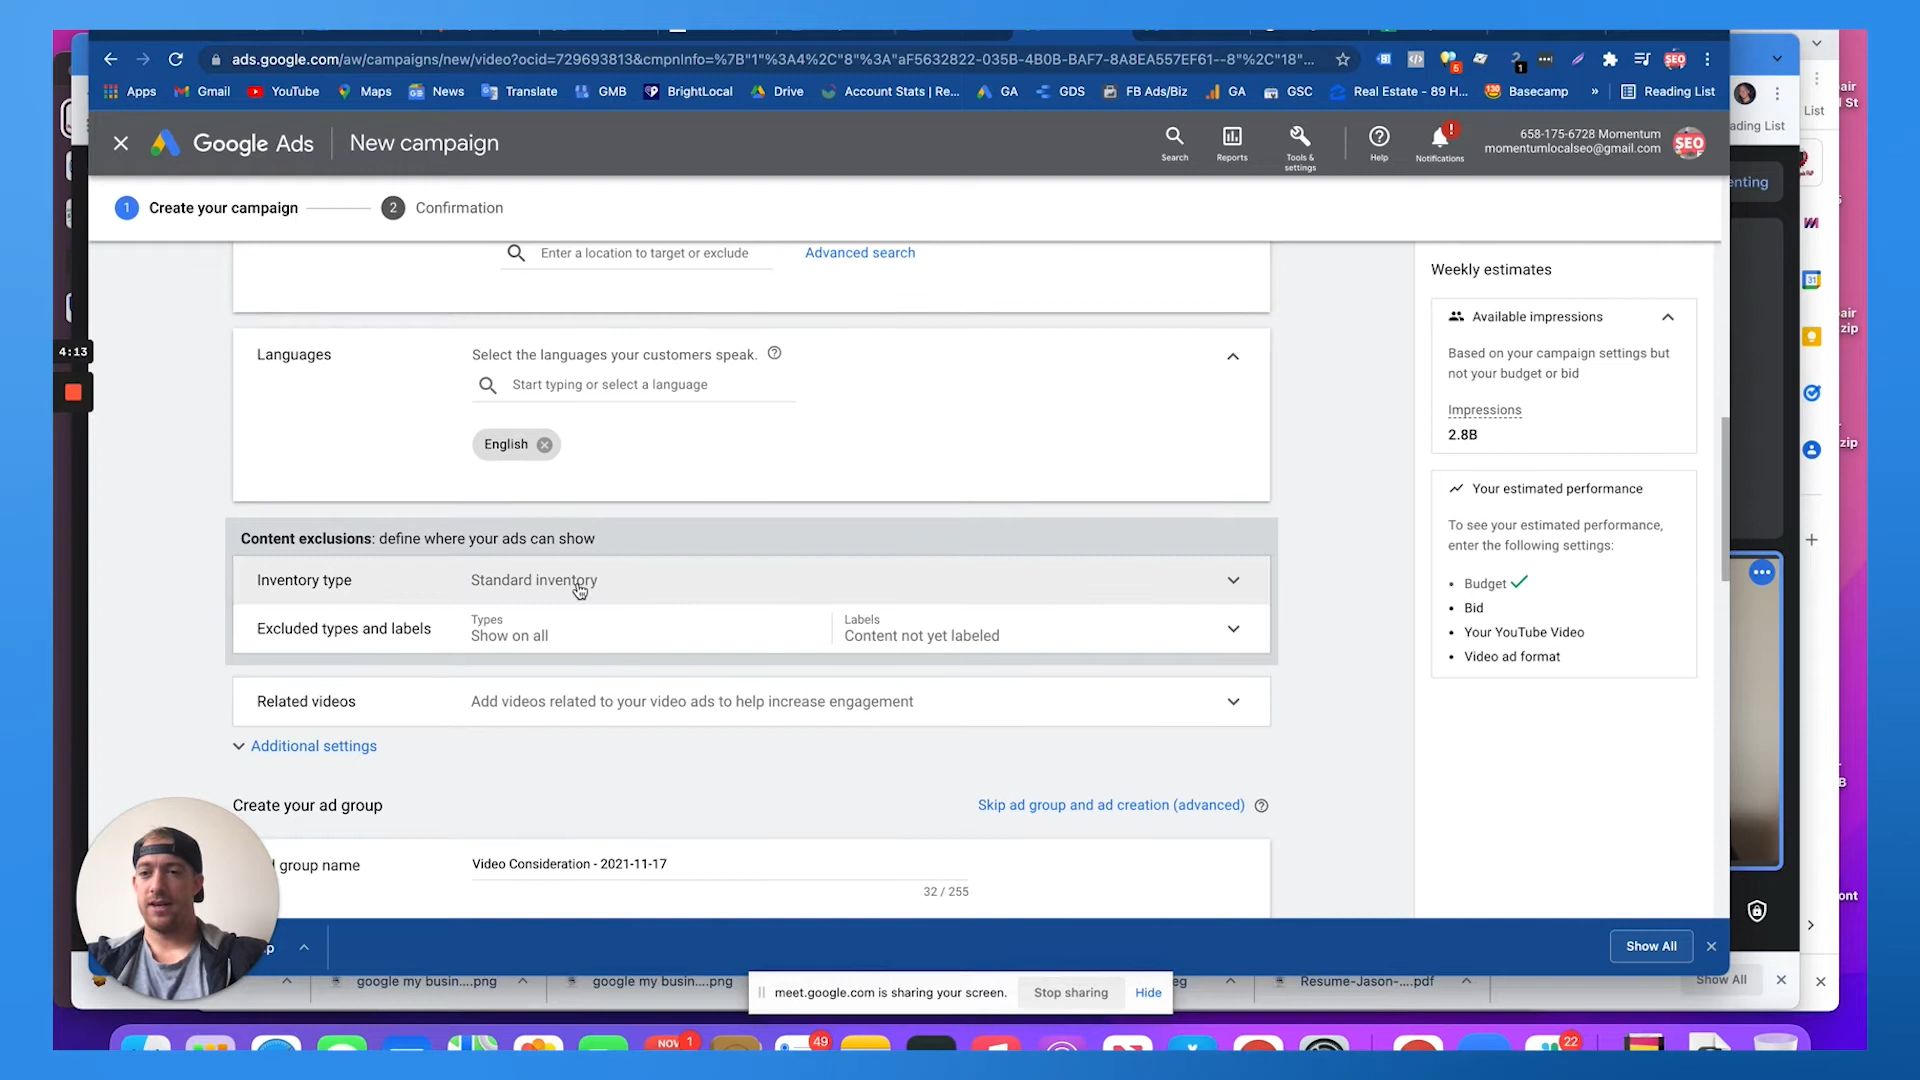 ads.google.com/aw/campaigns/new/video?ocid=729693813&cmpnInfo=%7B"1"%3A4%2C"8"%3A"aF5632822-035B-4B0B-BAF7-8A8EA557EF61--8"%2C"18"...
Apps Gmail YouTube Maps News Translate GMB BrightLocal Drive Account Stats | Re... GA GDS FB Ads/Biz GA GSC Real Estate - 89 H... Basecamp » Reading List
Google Ads New campaign
Search Reports Tools & settings Help Notifications
658-175-6728 Momentum
momentumlocalseo@gmail.com
SEO
1 Create your campaign 2 Confirmation
Enter a location to target or exclude Advanced search
Languages Select the languages your customers speak.
Start typing or select a language
English
Content exclusions: define where your ads can show
Inventory type Standard inventory
Excluded types and labels
Types
Show on all
Labels
Content not yet labeled
Related videos Add videos related to your video ads to help increase engagement
Additional settings
Create your ad group Skip ad group and ad creation (advanced)
group name Video Consideration - 2021-11-17
32 / 255
Weekly estimates
Available impressions
Based on your campaign settings but
not your budget or bid
Impressions
2.8B
Your estimated performance
To see your estimated performance,
enter the following settings:
• Budget
• Bid
• Your YouTube Video
• Video ad format
4:13
Show All
google my busin....png google my busin....png Resume-Jason-....pdf Show All
meet.google.com is sharing your screen. Stop sharing Hide
NOV 1 49 22